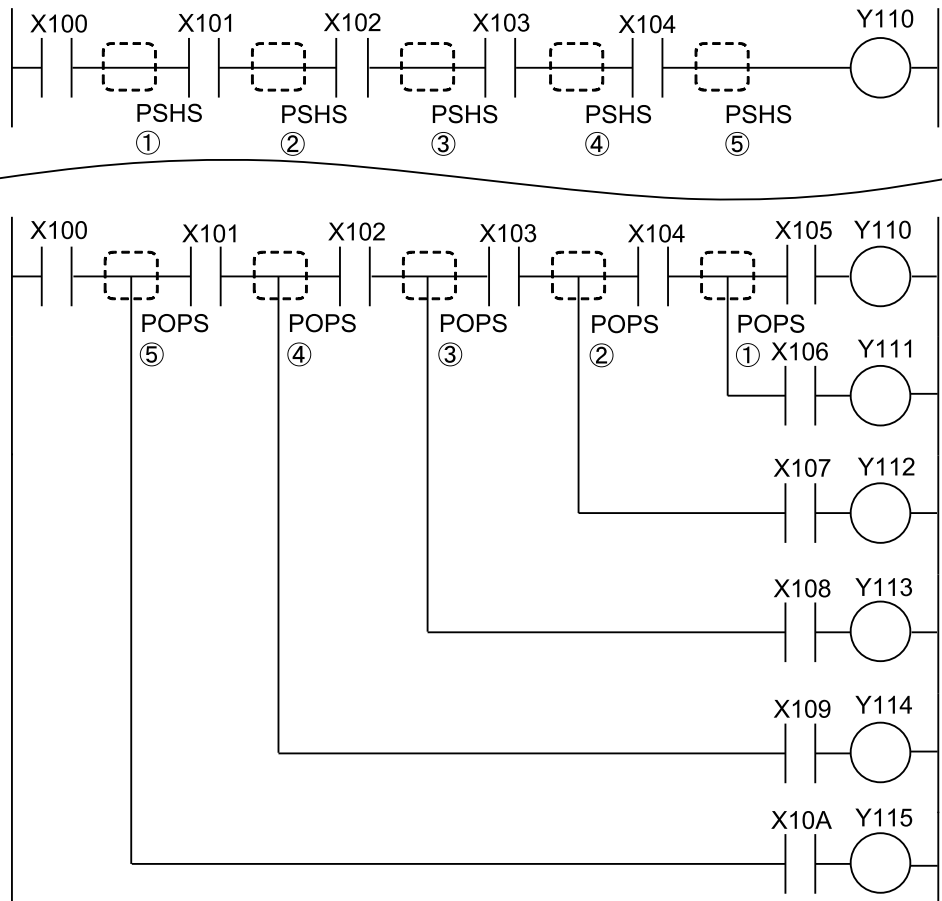 X100 X101 X102 X103 X104 Y110
PSHS PSHS PSHS PSHS PSHS
① ② ③ ④ ⑤
X100 X101 X102 X103 X104 X105 Y110
POPS POPS POPS POPS POPS
⑤ ④ ③ ② ① X106 Y111
X107 Y112
X108 Y113
X109 Y114
X10A Y115